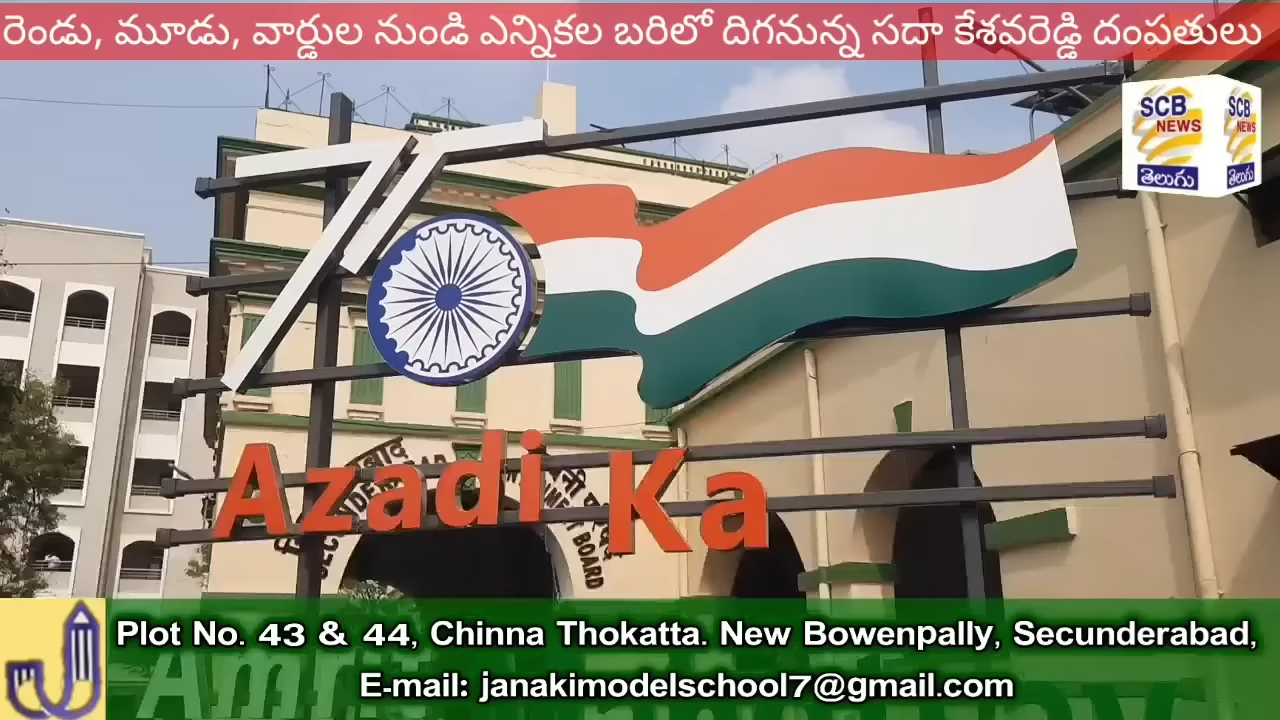 రెండు, మూడు, వార్డుల నుండి ఎన్నికల బరిలో దిగనున్న సదా కేశవరెడ్డి దంపతులు
SCB
NEWS
తెలుగు
SCB
NEWS
తెలుగు
75
Azadi Ka
BOARD
Plot No. 43 & 44, Chinna Thokatta. New Bowenpally, Secunderabad,
E-mail: janakimodelschool7@gmail.com